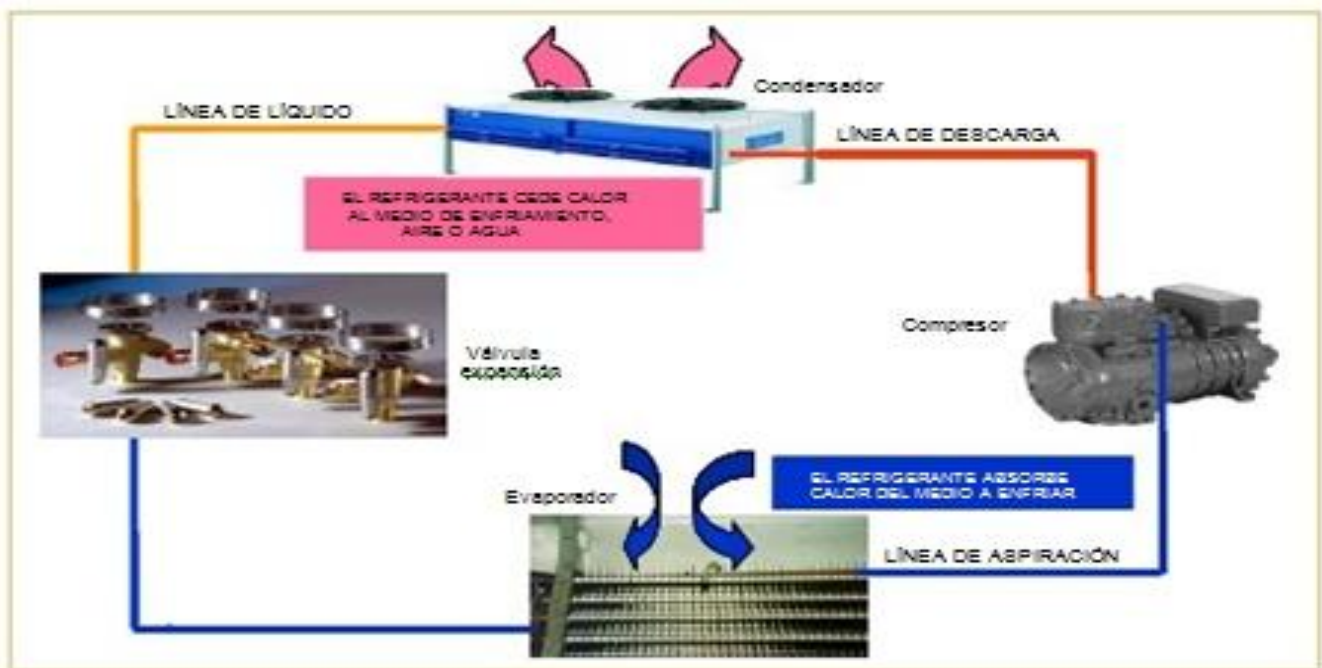 Condensador
LÍNEA DE LÍQUIDO
LÍNEA DE DESCARGA
EL REFRIGERANTE CEDE CALOR
AL MEDIO DE ENFRIAMIENTO,
AIRE O AGUA
Compresor
Válvula
expansión
EL REFRIGERANTE ABSORBE
CALOR DEL MEDIO A ENFRIAR
Evaporador
LÍNEA DE ASPIRACIÓN